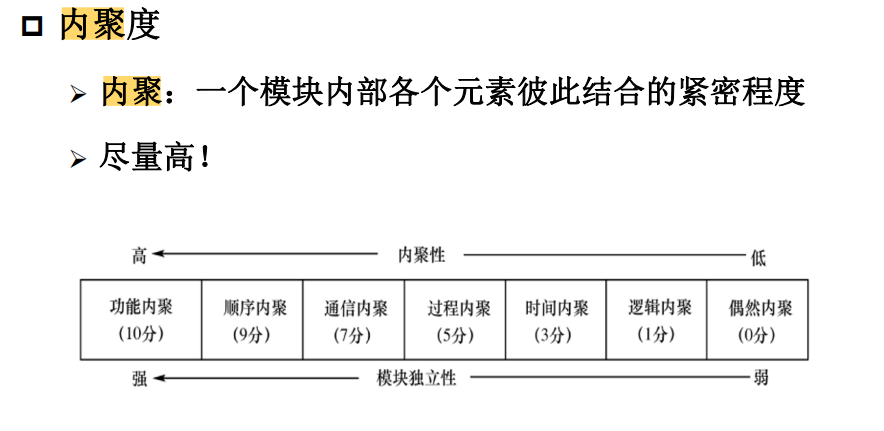 内聚度
内聚：一个模块内部各个元素彼此结合的紧密程度
尽量高！
高 内聚性 低
功能内聚 顺序内聚 通信内聚 过程内聚 时间内聚 逻辑内聚 偶然内聚
(10分) (9分) (7分) (5分) (3分) (1分) (0分)
强 模块独立性 弱